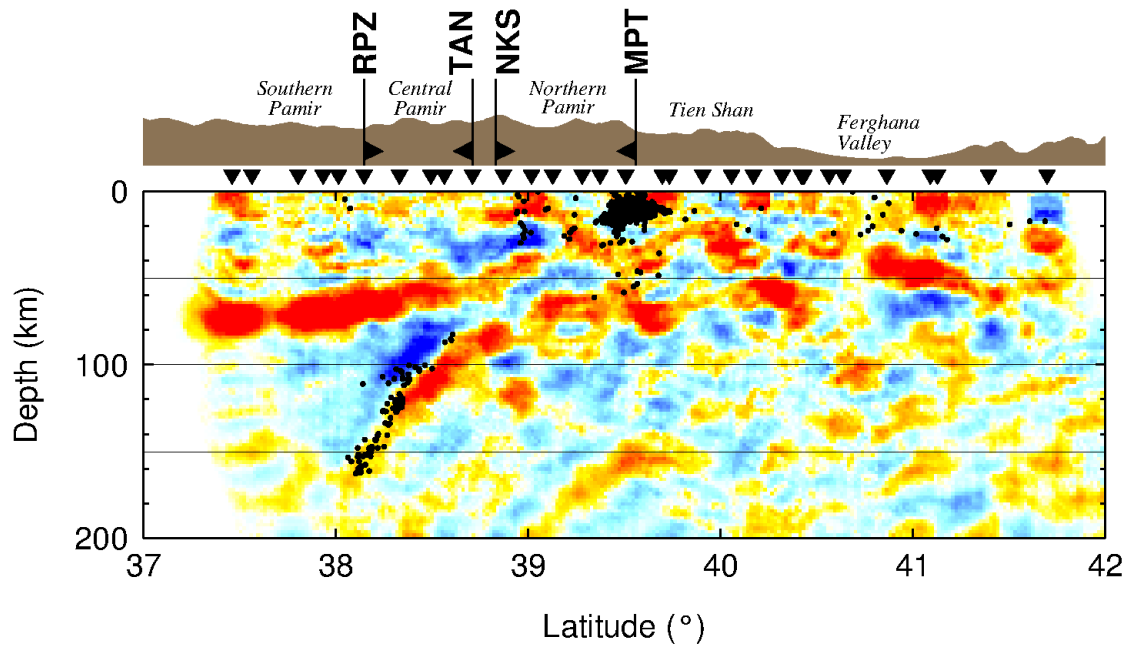 RPZ
TAN
NKS
MPT
Southern
Pamir
Central
Pamir
Northern
Pamir
Tien Shan
Ferghana
Valley
0
100
200
Depth (km)
37
38
39
40
41
42
Latitude (°)